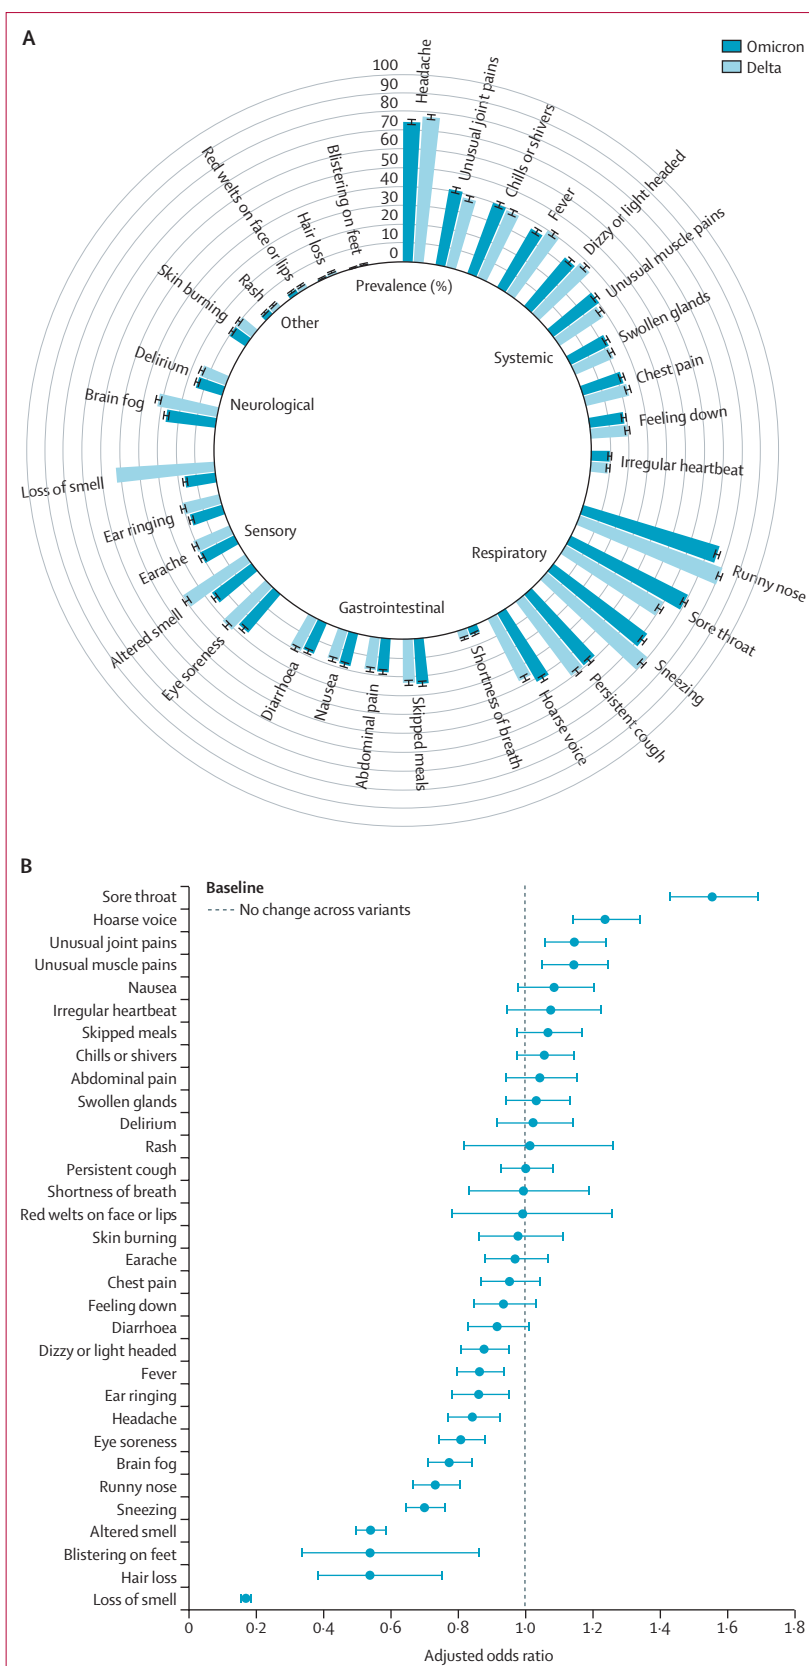 A
Omicron
Delta
100
90
80
70
60
50
40
30
20
10
0
Prevalence (%)
Headache
Unusual joint pains
Chills or shivers
Fever
Dizzy or light headed
Unusual muscle pains
Swollen glands
Chest pain
Feeling down
Irregular heartbeat
Systemic
Respiratory
Runny nose
Sore throat
Sneezing
Persistent cough
Hoarse voice
Shortness of breath
Gastrointestinal
Skipped meals
Abdominal pain
Nausea
Diarrhoea
Sensory
Eye soreness
Altered smell
Earache
Ear ringing
Loss of smell
Neurological
Brain fog
Delirium
Other
Skin burning
Rash
Red welts on face or lips
Hair loss
Blistering on feet
B
Baseline
No change across variants
Sore throat
Hoarse voice
Unusual joint pains
Unusual muscle pains
Nausea
Irregular heartbeat
Skipped meals
Chills or shivers
Abdominal pain
Swollen glands
Delirium
Rash
Persistent cough
Shortness of breath
Red welts on face or lips
Skin burning
Earache
Chest pain
Feeling down
Diarrhoea
Dizzy or light headed
Fever
Ear ringing
Headache
Eye soreness
Brain fog
Runny nose
Sneezing
Altered smell
Blistering on feet
Hair loss
Loss of smell
0 0·2 0·4 0·6 0·8 1·0 1·2 1·4 1·6 1·8
Adjusted odds ratio